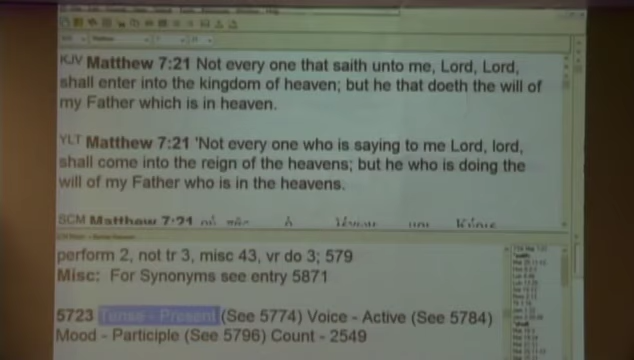 KJV Matthew 7:21 Not every one that saith unto me, Lord, Lord,
shall enter into the kingdom of heaven; but he that doeth the will of
my Father which is in heaven.
YLT Matthew 7:21 'Not every one who is saying to me Lord, lord,
shall come into the reign of the heavens; but he who is doing the
will of my Father who is in the heavens.
SCM Matthew 7:21
perform 2, not tr 3, misc 43, vr do 3; 579
Misc: For Synonyms see entry 5871
5723 Tense - Present (See 5774) Voice - Active (See 5784)
Mood - Participle (See 5796) Count - 2549